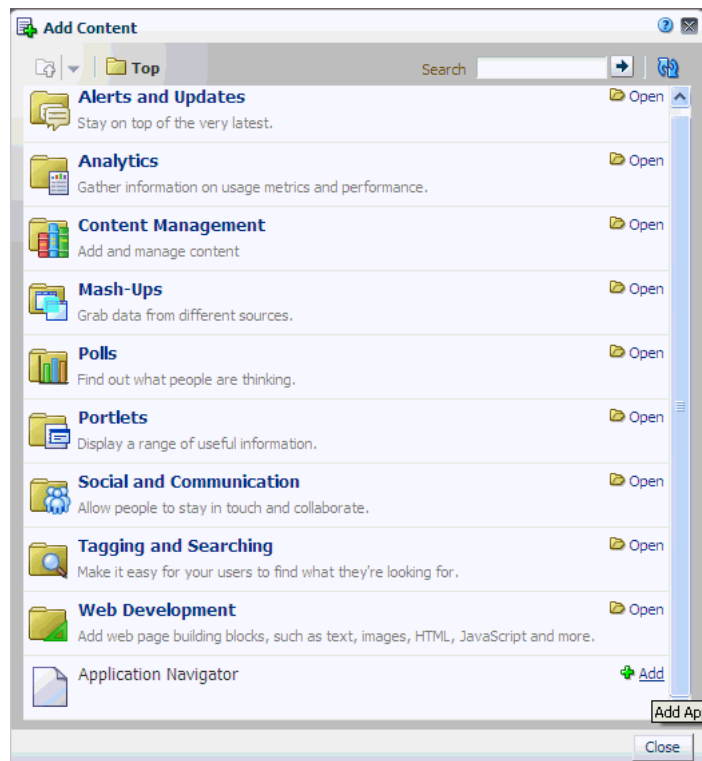 Add Content
Top Search
Alerts and Updates Open
Stay on top of the very latest.
Analytics Open
Gather information on usage metrics and performance.
Content Management Open
Add and manage content
Mash-Ups Open
Grab data from different sources.
Polls Open
Find out what people are thinking.
Portlets Open
Display a range of useful information.
Social and Communication Open
Allow people to stay in touch and collaborate.
Tagging and Searching Open
Make it easy for your users to find what they're looking for.
Web Development Open
Add web page building blocks, such as text, images, HTML, JavaScript and more.
Application Navigator Add
Add Ap
Close